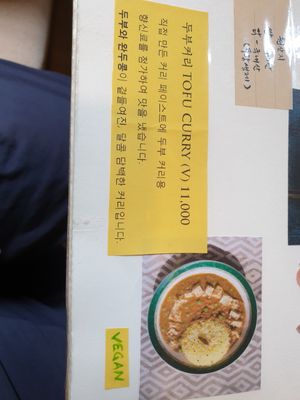 두부커리 TOFU CURRY (V) 11,000
직접 만든 커리 페이스트에 두부 커리용
향신료를 첨가하여 맛을 냈습니다.
두부와 완두콩이 곁들여진, 달콤 담백한 커리입니다.
VEGAN